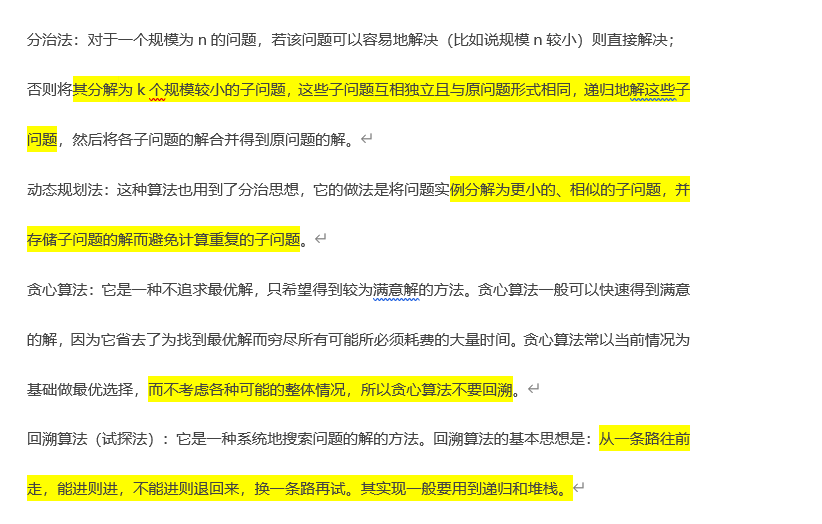 分治法：对于一个规模为 n 的问题，若该问题可以容易地解决（比如说规模 n 较小）则直接解决；
否则将其分解为 k 个规模较小的子问题，这些子问题互相独立且与原问题形式相同，递归地解这些子
问题，然后将各子问题的解合并得到原问题的解。
动态规划法：这种算法也用到了分治思想，它的做法是将问题实例分解为更小的、相似的子问题，并
存储子问题的解而避免计算重复的子问题。
贪心算法：它是一种不追求最优解，只希望得到较为满意解的方法。贪心算法一般可以快速得到满意
的解，因为它省去了为找到最优解而穷尽所有可能所必须耗费的大量时间。贪心算法常以当前情况为
基础做最优选择，而不考虑各种可能的整体情况，所以贪心算法不要回溯。
回溯算法（试探法）：它是一种系统地搜索问题的解的方法。回溯算法的基本思想是：从一条路往前
走，能进则进，不能进则退回来，换一条路再试。其实现一般要用到递归和堆栈。